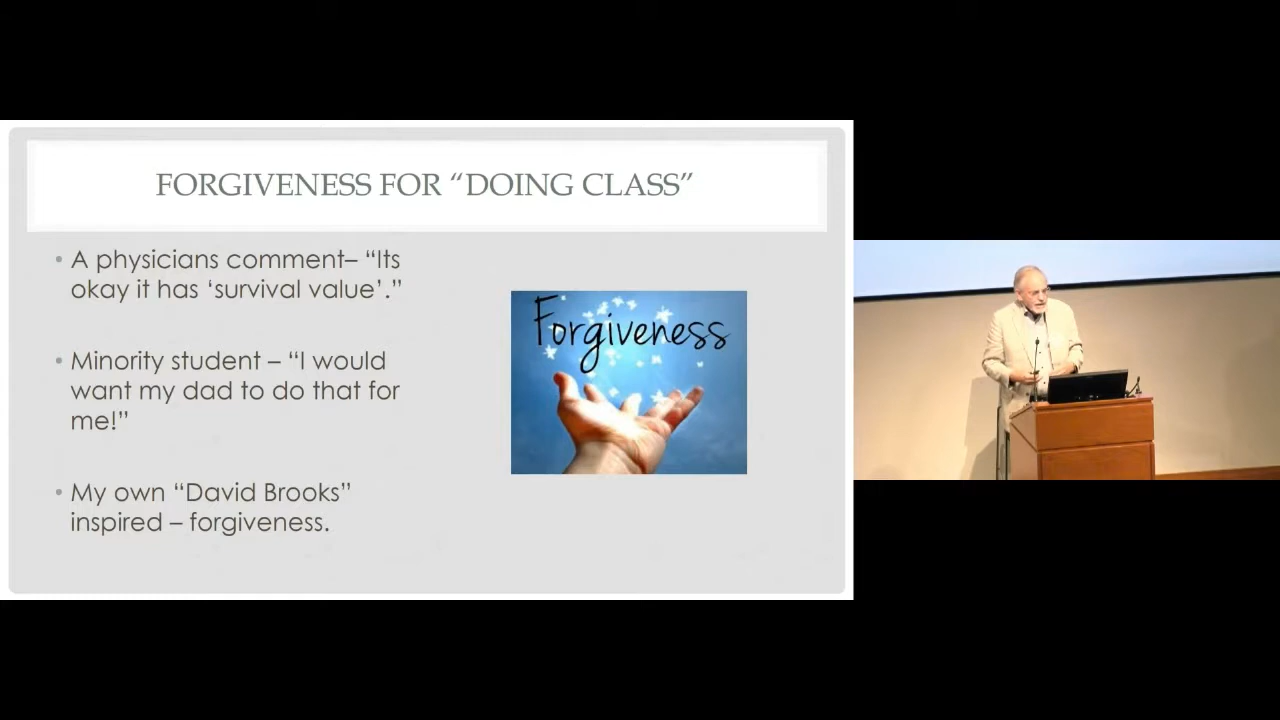 FORGIVENESS FOR “DOING CLASS”
• A physicians comment– “Its
okay it has ‘survival value’.”
• Minority student – “I would
want my dad to do that for
me!”
• My own “David Brooks”
inspired – forgiveness.
Forgiveness